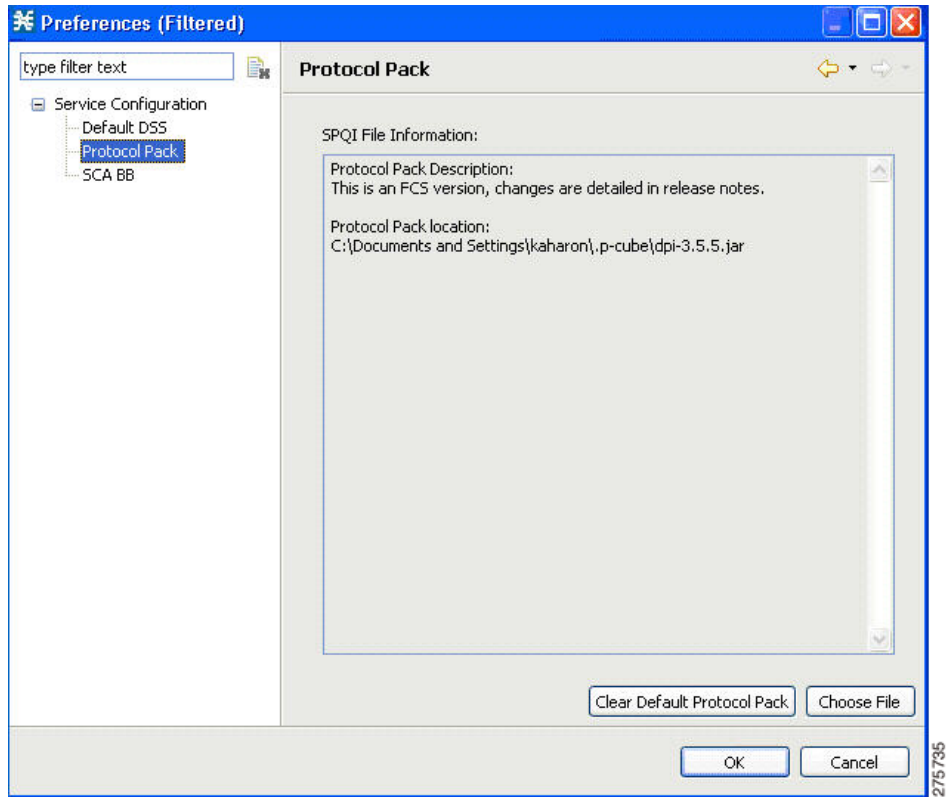 Preferences (Filtered)
type filter text
Protocol Pack
Service Configuration
Default DSS
Protocol Pack
SCA BB
SPQI File Information:
Protocol Pack Description:
This is an FCS version, changes are detailed in release notes.
Protocol Pack location:
C:\Documents and Settings\kaharon\.p-cube\dpi-3.5.5.jar
Clear Default Protocol Pack
Choose File
OK
Cancel
275735